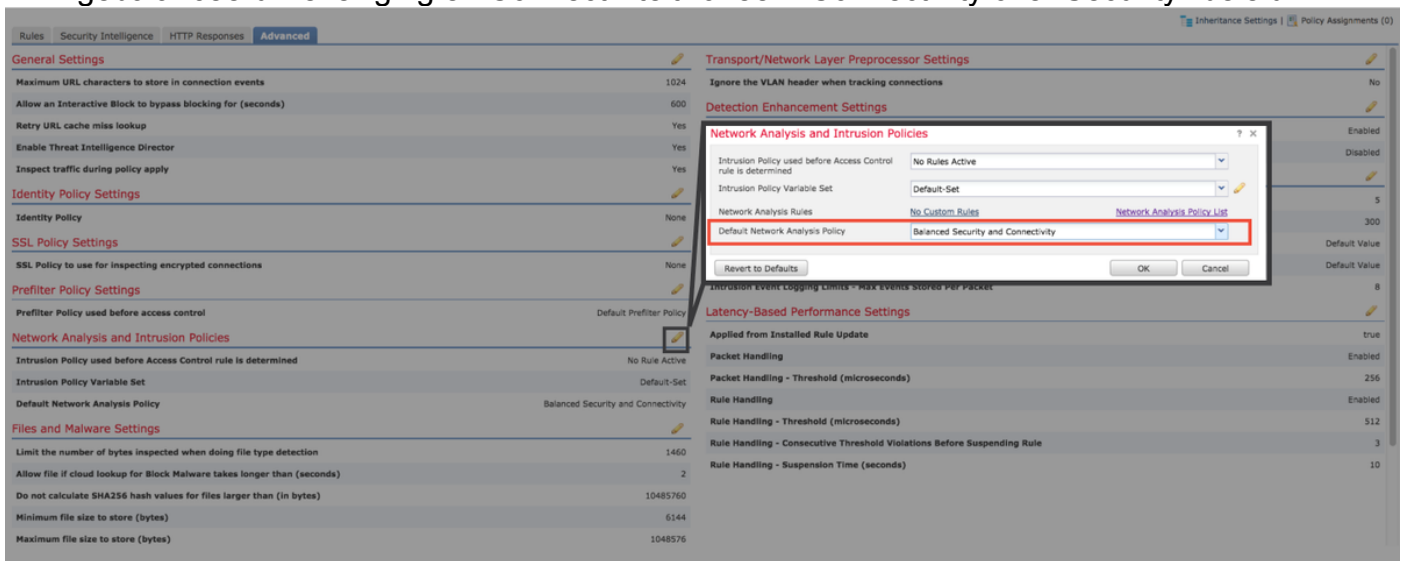 Inheritance Settings | Policy Assignments (0)
Rules Security Intelligence HTTP Responses Advanced
General Settings
Maximum URL characters to store in connection events 1024
Allow an Interactive Block to bypass blocking for (seconds) 600
Retry URL cache miss lookup Yes
Enable Threat Intelligence Director Yes
Inspect traffic during policy apply Yes
Identity Policy Settings
Identity Policy None
SSL Policy Settings
SSL Policy to use for inspecting encrypted connections None
Prefilter Policy Settings
Prefilter Policy used before access control Default Prefilter Policy
Network Analysis and Intrusion Policies
Intrusion Policy used before Access Control rule is determined No Rule Active
Intrusion Policy Variable Set Default-Set
Default Network Analysis Policy Balanced Security and Connectivity
Files and Malware Settings
Limit the number of bytes inspected when doing file type detection 1460
Allow file if cloud lookup for Block Malware takes longer than (seconds) 2
Do not calculate SHA256 hash values for files larger than (in bytes) 10485760
Minimum file size to store (bytes) 6144
Maximum file size to store (bytes) 1048576
Transport/Network Layer Preprocessor Settings
Ignore the VLAN header when tracking connections No
Detection Enhancement Settings
Enabled
Disabled
5
300
Default Value
Default Value
Intrusion Event Logging Limits - Max Events Stored Per Packet 8
Latency-Based Performance Settings
Applied from Installed Rule Update true
Packet Handling Enabled
Packet Handling - Threshold (microseconds) 256
Rule Handling Enabled
Rule Handling - Threshold (microseconds) 512
Rule Handling - Consecutive Threshold Violations Before Suspending Rule 3
Rule Handling - Suspension Time (seconds) 10
Network Analysis and Intrusion Policies ? ×
Intrusion Policy used before Access Control
rule is determined No Rules Active
Intrusion Policy Variable Set Default-Set
Network Analysis Rules No Custom Rules Network Analysis Policy List
Default Network Analysis Policy Balanced Security and Connectivity
Revert to Defaults OK Cancel